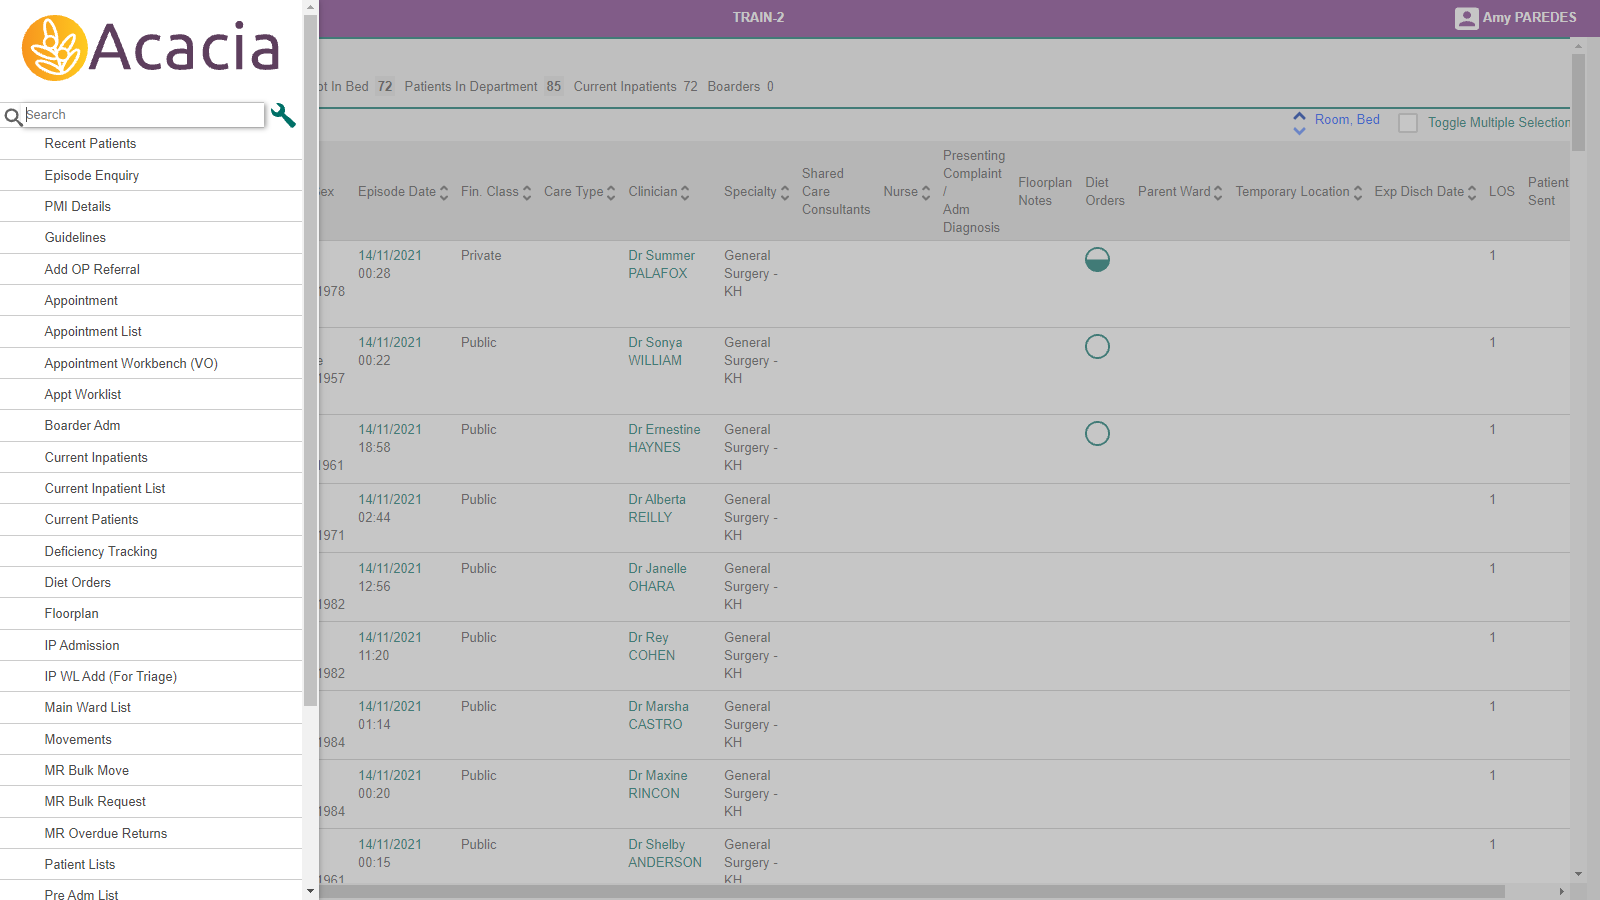 Acacia
TRAIN-2
Amy PAREDES
Search
Recent Patients
Episode Enquiry
PMI Details
Guidelines
Add OP Referral
Appointment
Appointment List
Appointment Workbench (VO)
Appt Worklist
Boarder Adm
Current Inpatients
Current Inpatient List
Current Patients
Deficiency Tracking
Diet Orders
Floorplan
IP Admission
IP WL Add (For Triage)
Main Ward List
Movements
MR Bulk Move
MR Bulk Request
MR Overdue Returns
Patient Lists
Pre Adm List
In Bed 72 Patients In Department 85 Current Inpatients 72 Boarders 0
Room, Bed Toggle Multiple Selection
Episode Date Fin. Class Care Type Clinician Specialty Shared Care Consultants Nurse Presenting Complaint / Adm Diagnosis Floorplan Notes Diet Orders Parent Ward Temporary Location Exp Disch Date LOS Patient Sent
14/11/2021 Private Dr Summer General 1
00:28 PALAFOX Surgery -
1978 KH
14/11/2021 Public Dr Sonya General 1
00:22 WILLIAM Surgery -
1957 KH
14/11/2021 Public Dr Ernestine General 1
18:58 HAYNES Surgery -
1961 KH
14/11/2021 Public Dr Alberta General 1
02:44 REILLY Surgery -
1971 KH
14/11/2021 Public Dr Janelle General 1
12:56 OHARA Surgery -
1982 KH
14/11/2021 Public Dr Rey General 1
11:20 COHEN Surgery -
1982 KH
14/11/2021 Public Dr Marsha General 1
01:14 CASTRO Surgery -
1984 KH
14/11/2021 Public Dr Maxine General 1
00:20 RINCON Surgery -
1984 KH
14/11/2021 Public Dr Shelby General 1
00:15 ANDERSON Surgery -
1961 KH